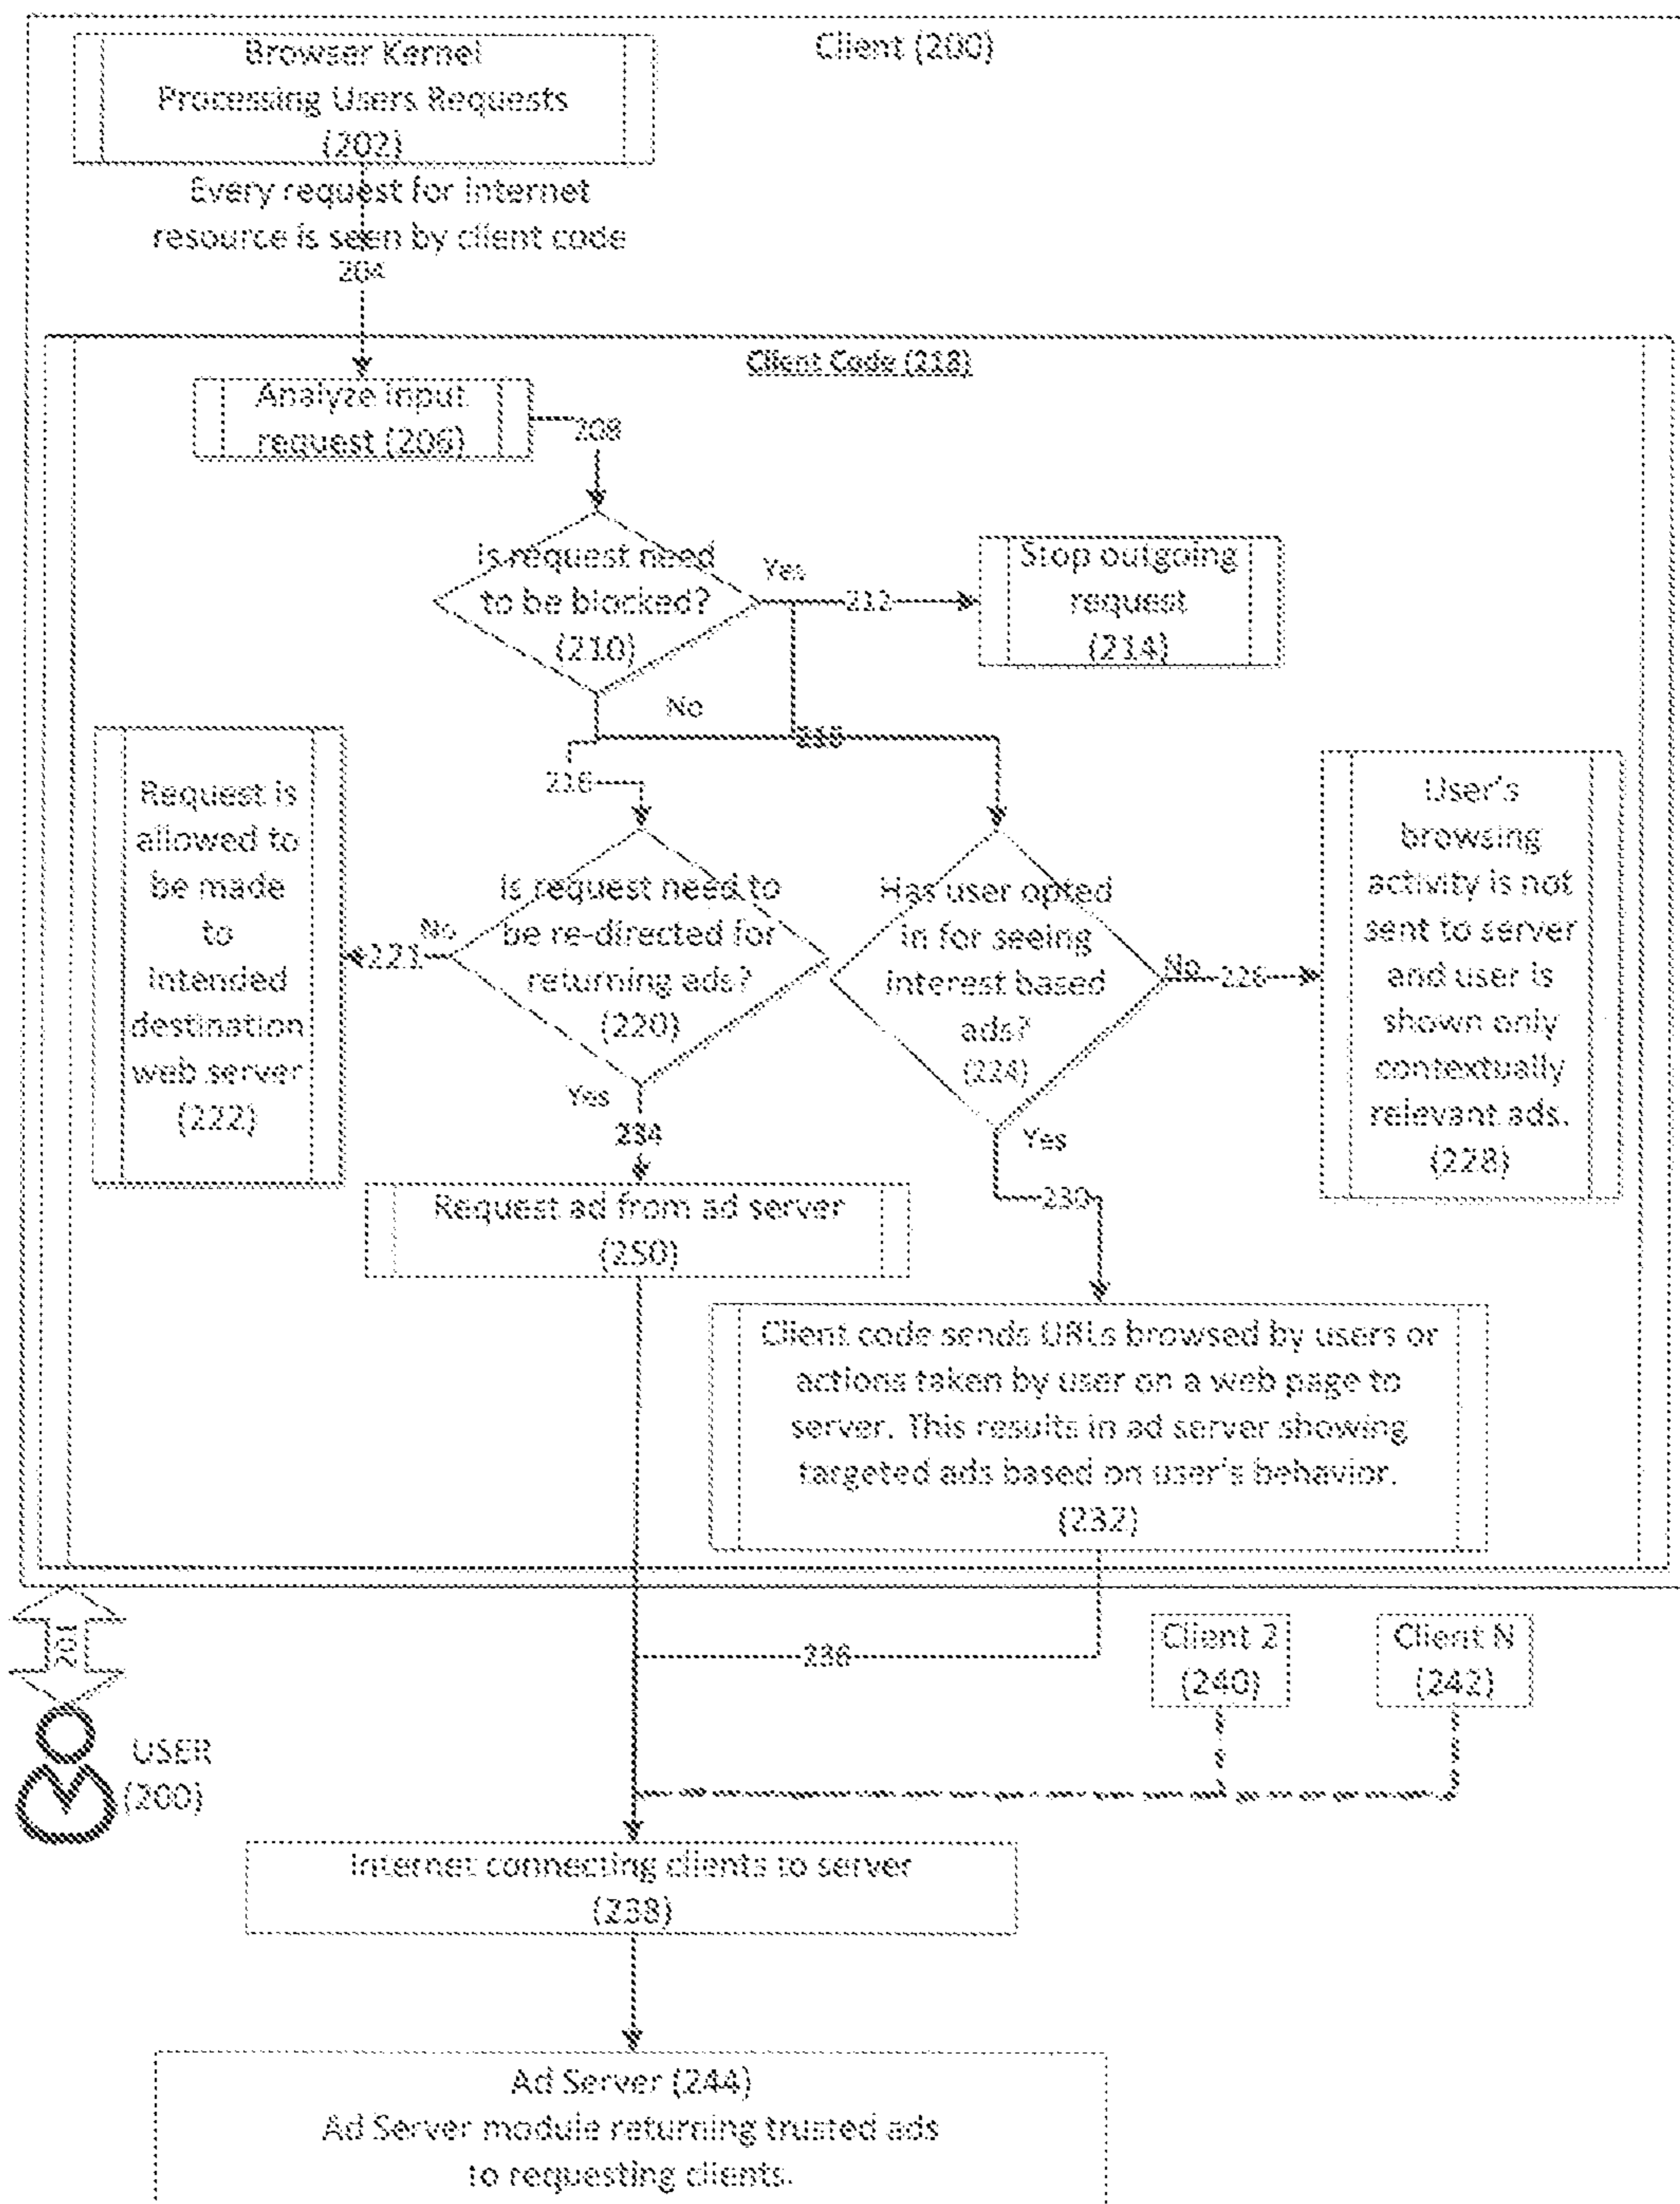 Client (200)
Browser Kernel
Processing Users Requests
(202)
Every request for internet
resource is seen by client code
204
Client Code (218)
Analyze input
request (206)
208
Is request need
to be blocked?
(210)
Yes
212
Stop outgoing
request
(214)
No
216
Request is
allowed to
be made
to
intended
destination
web server
(222)
No
221
Is request need to
be re-directed for
returning ads?
(220)
Yes
234
Has user opted
in for seeing
interest based
ads?
(224)
No
226
Yes
230
User's
browsing
activity is not
sent to server
and user is
shown only
contextually
relevant ads.
(228)
Request ad from ad server
(250)
Client code sends URLs browsed by users or
actions taken by user on a web page to
server. This results in ad server showing
targeted ads based on user's behavior.
(232)
201
USER
(200)
236
Client 2
(240)
Client N
(242)
Internet connecting clients to server
(238)
Ad Server (244)
Ad Server module returning trusted ads
to requesting clients.